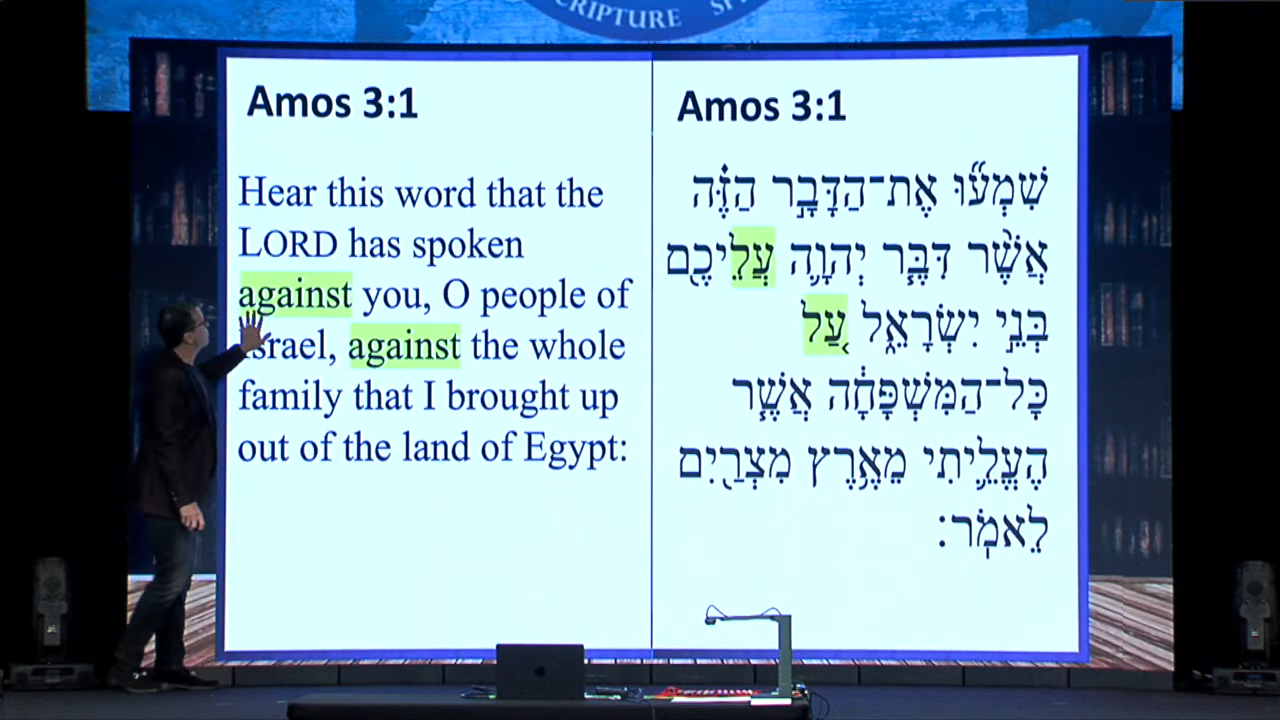 SCRIPTURE
Amos 3:1
Hear this word that the
LORD has spoken
against you, O people of
Israel, against the whole
family that I brought up
out of the land of Egypt:
Amos 3:1
שִׁמְע֞וּ אֶת־הַדָּבָ֣ר הַזֶּ֗ה
אֲשֶׁ֨ר דִּבֶּ֧ר יְהוָ֛ה עֲלֵיכֶ֖ם
בְּנֵ֣י יִשְׂרָאֵ֑ל עַ֚ל
כָּל־הַמִּשְׁפָּחָ֔ה אֲשֶׁ֧ר
הֶעֱלֵ֛יתִי מֵאֶ֥רֶץ מִצְרַ֖יִם
לֵאמֹֽר׃